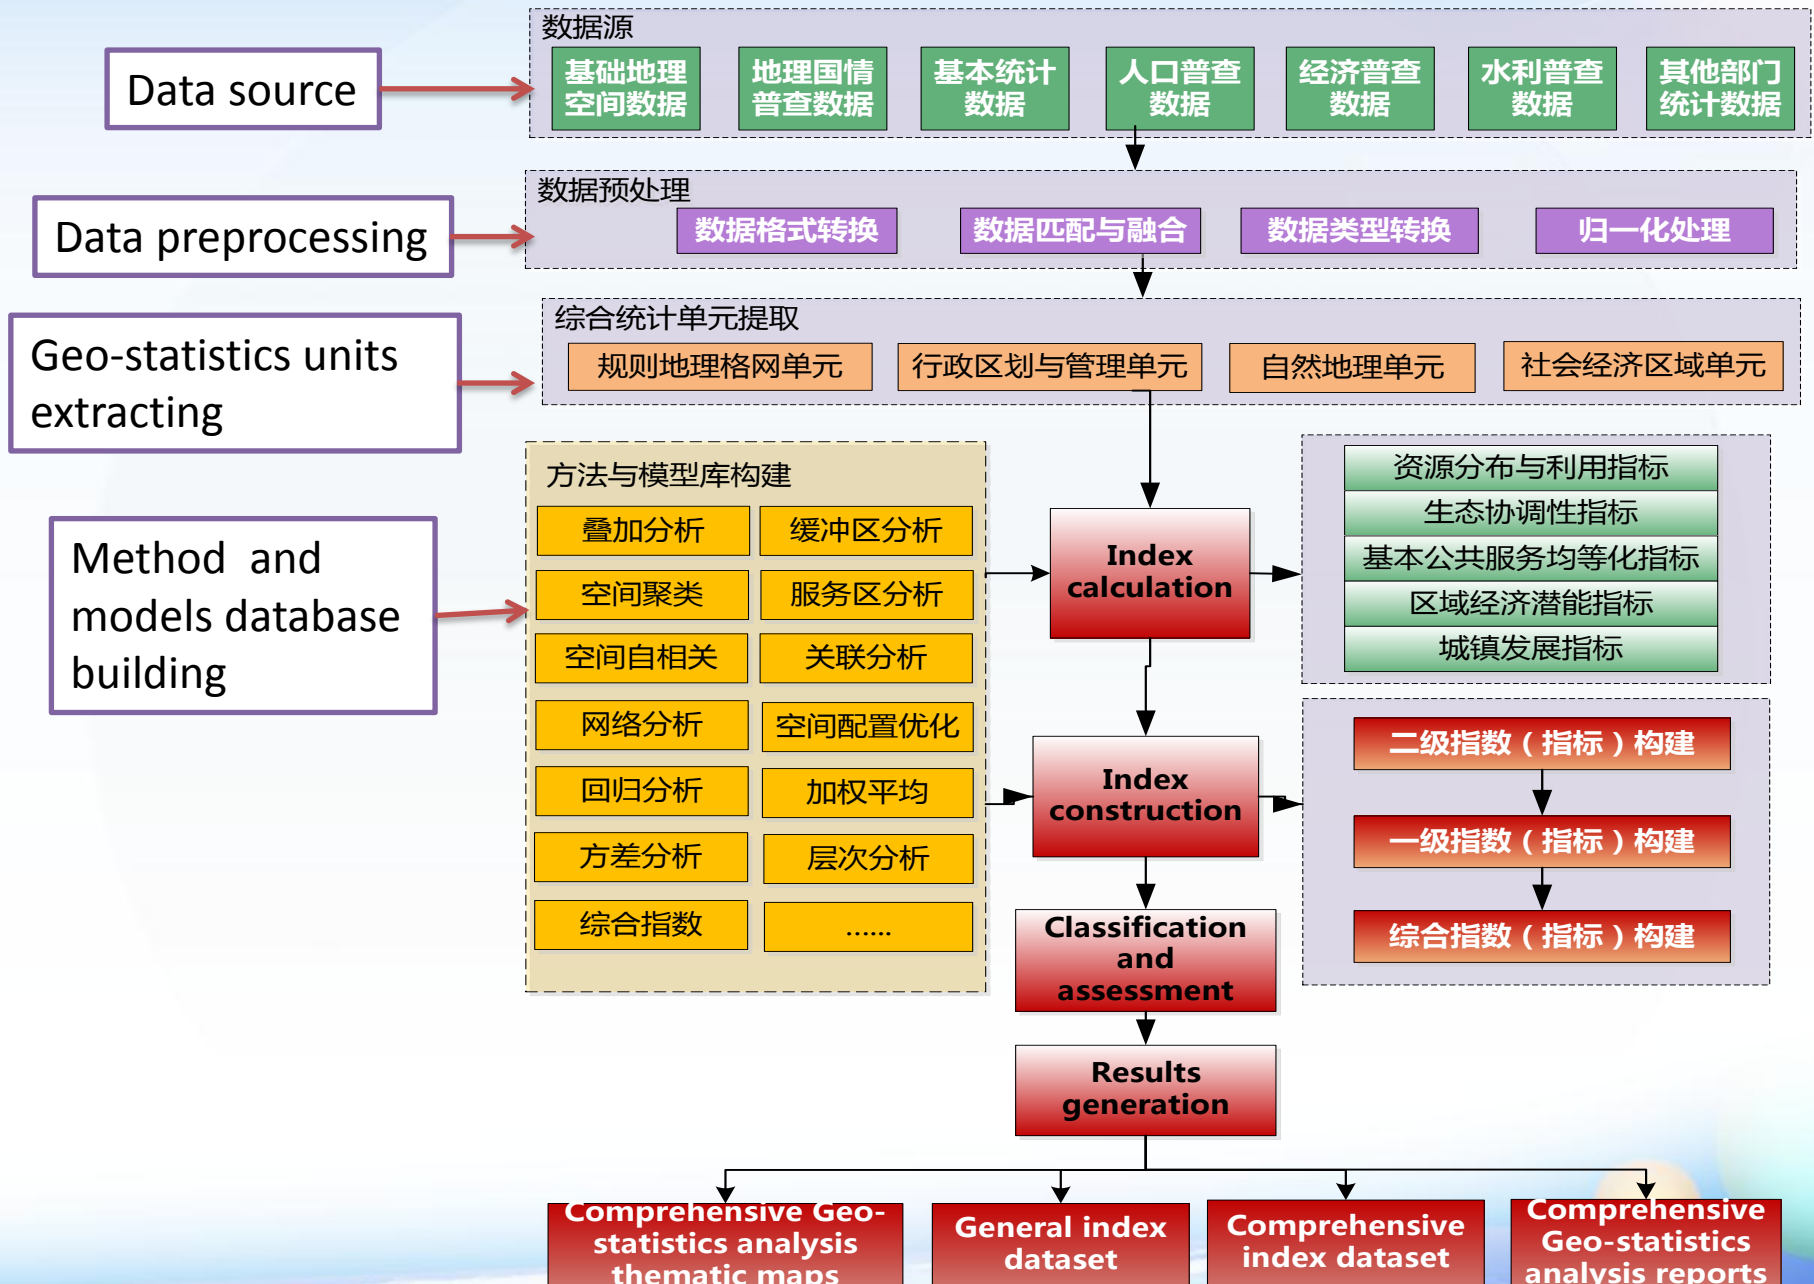 数据源
Data source
基础地理
空间数据
地理国情
普查数据
基本统计
数据
人口普查
数据
经济普查
数据
水利普查
数据
其他部门
统计数据
数据预处理
Data preprocessing
数据格式转换
数据匹配与融合
数据类型转换
归一化处理
综合统计单元提取
Geo-statistics units
extracting
规则地理格网单元
行政区划与管理单元
自然地理单元
社会经济区域单元
Method and
models database
building
方法与模型库构建
叠加分析
缓冲区分析
空间聚类
服务区分析
空间自相关
关联分析
网络分析
空间配置优化
回归分析
加权平均
方差分析
层次分析
综合指数
......
Index
calculation
资源分布与利用指标
生态协调性指标
基本公共服务均等化指标
区域经济潜能指标
城镇发展指标
Index
construction
二级指数（指标）构建
一级指数（指标）构建
综合指数（指标）构建
Classification
and
assessment
Results
generation
Comprehensive Geo-
statistics analysis
thematic maps
General index
dataset
Comprehensive
index dataset
Comprehensive
Geo-statistics
analysis reports